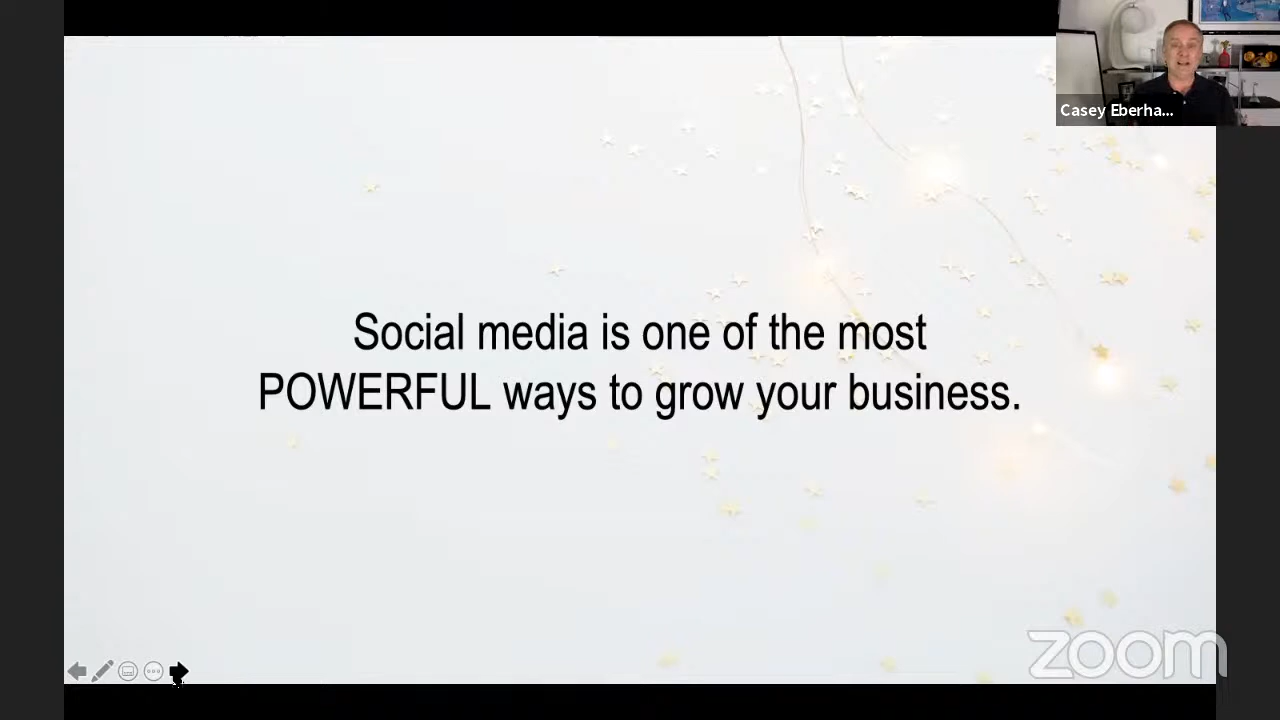 Casey Eberha...
Social media is one of the most
POWERFUL ways to grow your business.
zoom